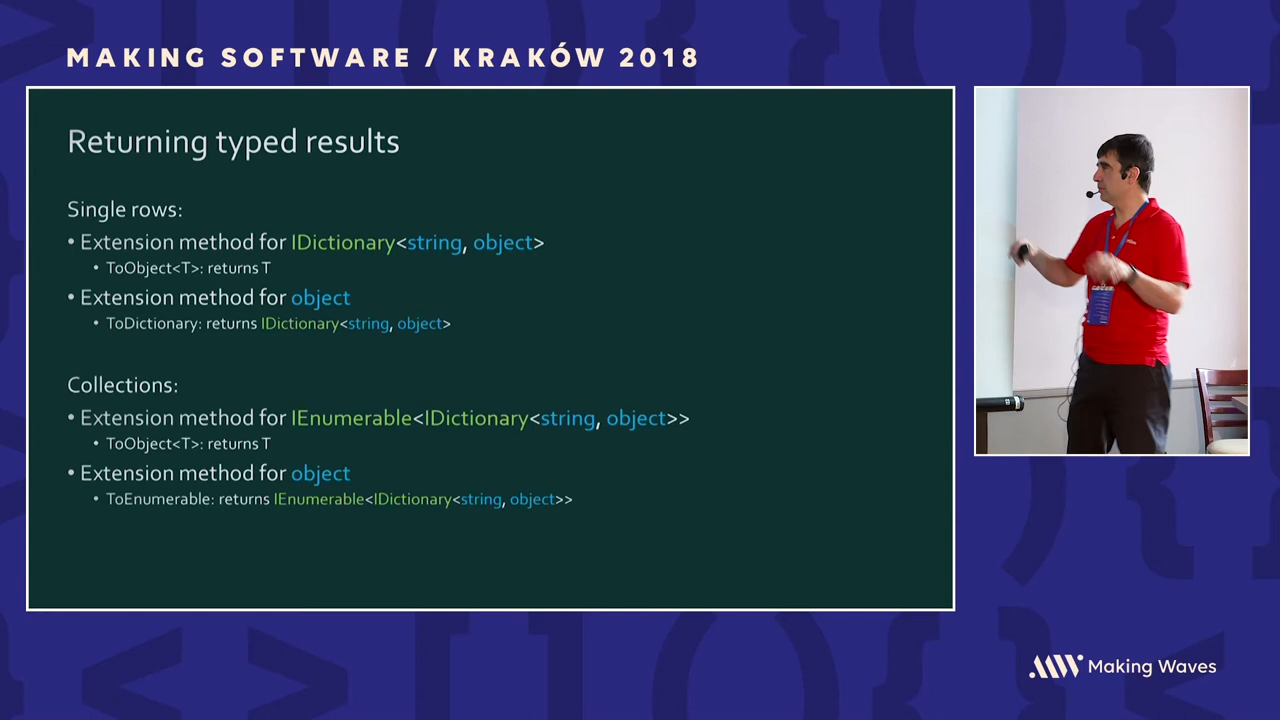 MAKING SOFTWARE / KRAKÓW 2018
Returning typed results
Single rows:
• Extension method for IDictionary<string, object>
• ToObject<T>: returns T
• Extension method for object
• ToDictionary: returns IDictionary<string, object>
Collections:
• Extension method for IEnumerable<IDictionary<string, object>>
• ToObject<T>: returns T
• Extension method for object
• ToEnumerable: returns IEnumerable<IDictionary<string, object>>
Making Waves